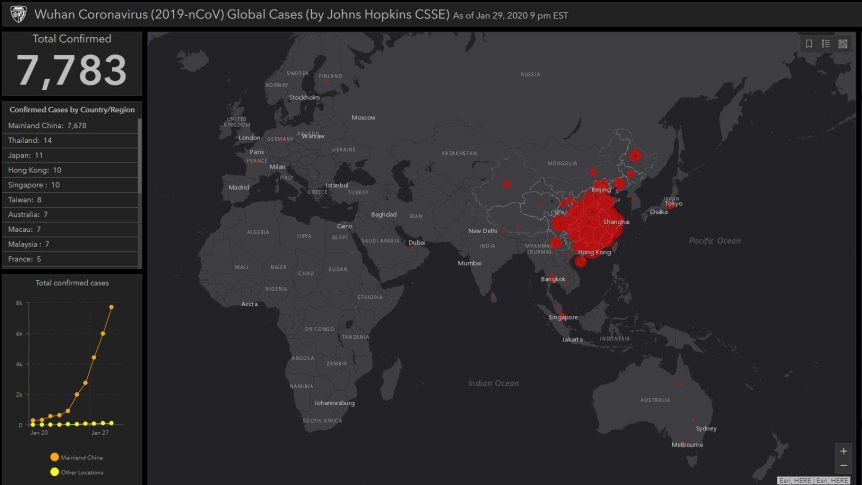 Wuhan Coronavirus (2019-nCoV) Global Cases (by Johns Hopkins CSSE) As of Jan 29, 2020 9 pm EST
Total Confirmed
7,783
Confirmed Cases by Country/Region
Mainland China: 7,678
Thailand: 14
Japan: 11
Hong Kong: 10
Singapore : 10
Taiwan: 8
Australia: 7
Macau: 7
Malaysia : 7
France: 5
Total confirmed cases
8k
6k
4k
2k
0
Jan 20
Jan 27
Mainland China
Other Locations
SWEDEN
FINLAND
RUSSIA
NORWAY
Stockholm
Moscow
UNITED
KINGDOM
London
GERMANY
POLAND
Warsaw
Paris
FRANCE
UKRAINE
KAZAKHSTAN
MONGOLIA
Milan
ITALY
Madrid
GREECE
Istanbul
TURKEY
Beijing
JAPAN
Tokyo
Osaka
CHINA
Shanghai
Baghdad
IRAN
Cairo
New Delhi
ALGERIA
LIBYA
EGYPT
SAUDI ARABIA
Dubai
INDIA
MYANMAR
(BURMA)
Hong Kong
Pacific Ocean
Mumbai
MALI
NIGER
CHAD
SUDAN
Bangkok
NIGERIA
ETHIOPIA
Accra
Singapore
DR CONGO
TANZANIA
Jakarta
INDONESIA
ANGOLA
ZAMBIA
Indian Ocean
NAMIBIA
Johannesburg
AUSTRALIA
SOUTH AFRICA
Sydney
Melbourne
+
−
Esri, HERE | Esri, HERE